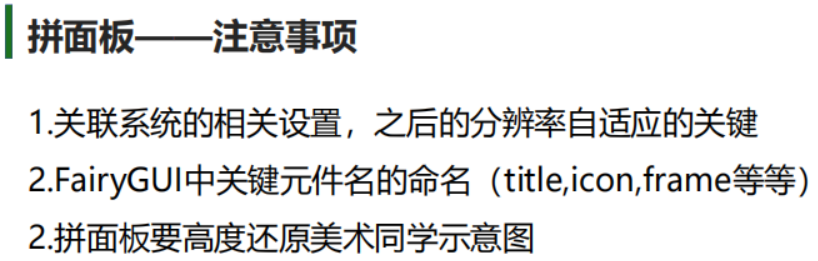 拼面板——注意事项
1.关联系统的相关设置，之后的分辨率自适应的关键
2.FairyGUI中关键元件名的命名（title,icon,frame等等）
2.拼面板要高度还原美术同学示意图